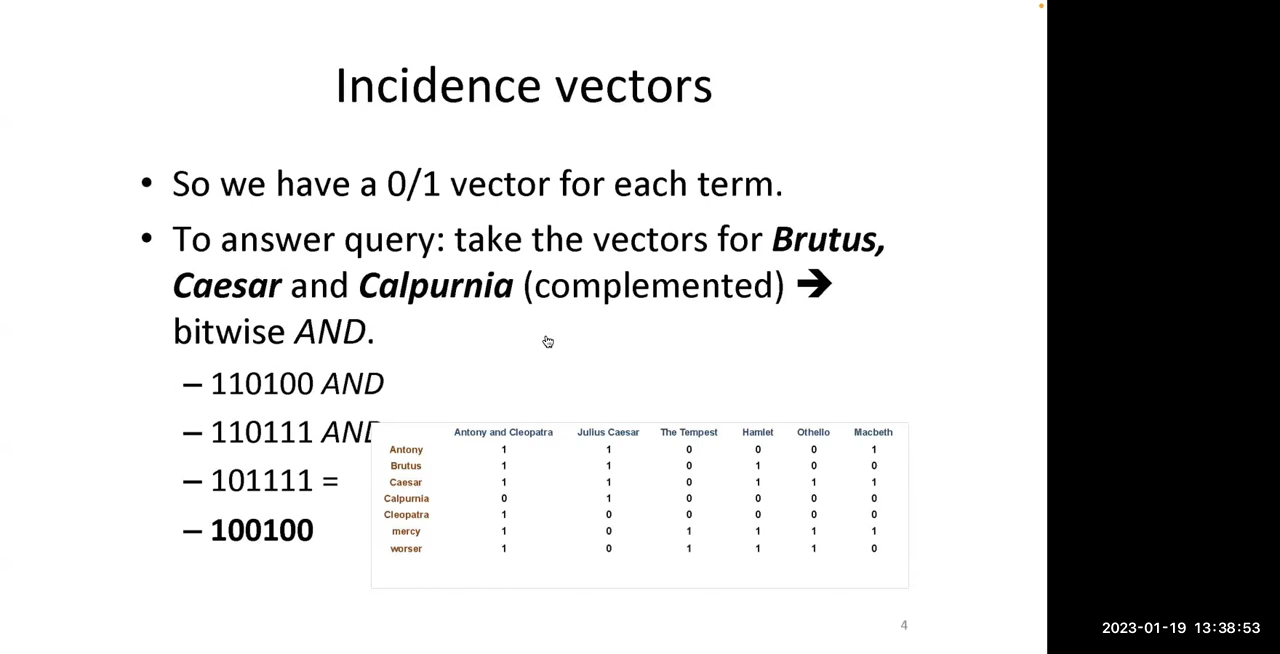 Incidence vectors
• So we have a 0/1 vector for each term.
• To answer query: take the vectors for Brutus,
Caesar and Calpurnia (complemented) ➔
bitwise AND.
– 110100 AND
– 110111 AND
– 101111 =
– 100100
Antony and Cleopatra Julius Caesar The Tempest Hamlet Othello Macbeth
Antony 1 1 0 0 0 1
Brutus 1 1 0 1 0 0
Caesar 1 1 0 1 1 1
Calpurnia 0 1 0 0 0 0
Cleopatra 1 0 0 0 0 0
mercy 1 0 1 1 1 1
worser 1 0 1 1 1 0
4
2023-01-19 13:38:53